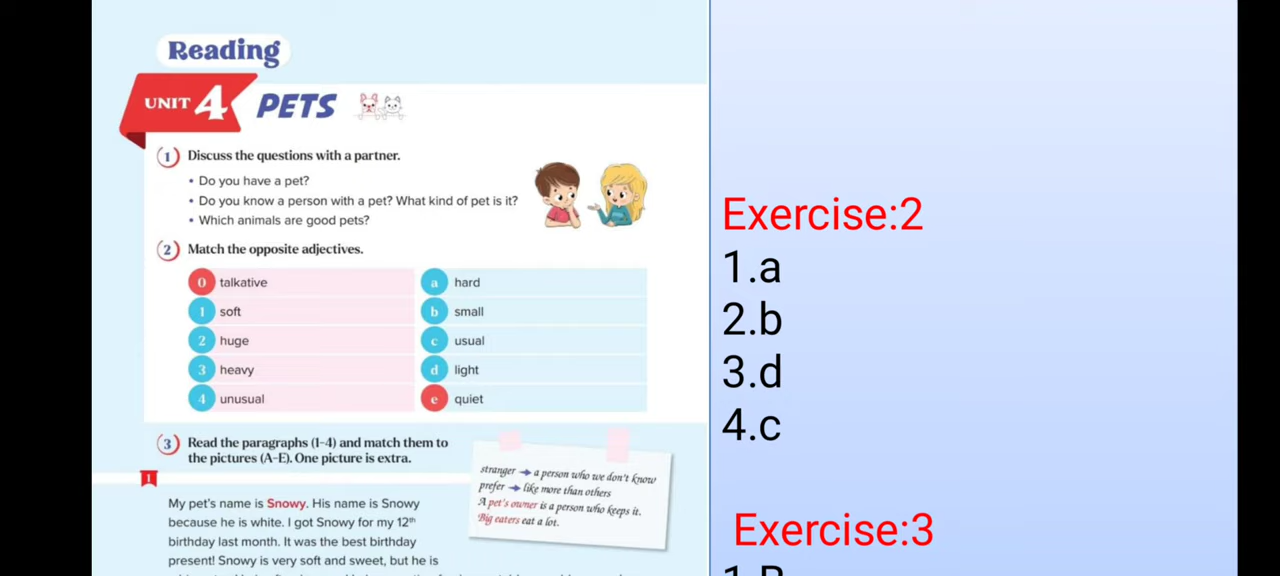 Reading
UNIT 4 PETS
1 Discuss the questions with a partner.
• Do you have a pet?
• Do you know a person with a pet? What kind of pet is it?
• Which animals are good pets?
2 Match the opposite adjectives.
0 talkative a hard
1 soft b small
2 huge c usual
3 heavy d light
4 unusual e quiet
3 Read the paragraphs (1-4) and match them to
the pictures (A-E). One picture is extra.
stranger → a person who we don't know
prefer → like more than others
A pet's owner is a person who keeps it.
Big eaters eat a lot.
1
My pet's name is Snowy. His name is Snowy
because he is white. I got Snowy for my 12th
birthday last month. It was the best birthday
present! Snowy is very soft and sweet, but he is
Exercise:2
1.a
2.b
3.d
4.c
Exercise:3